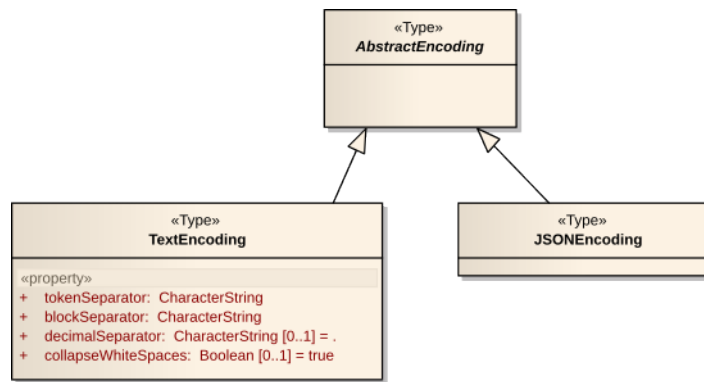 «Type»
AbstractEncoding
«Type»
TextEncoding
«property»
+ tokenSeparator: CharacterString
+ blockSeparator: CharacterString
+ decimalSeparator: CharacterString [0..1] = .
+ collapseWhiteSpaces: Boolean [0..1] = true
«Type»
JSONEncoding